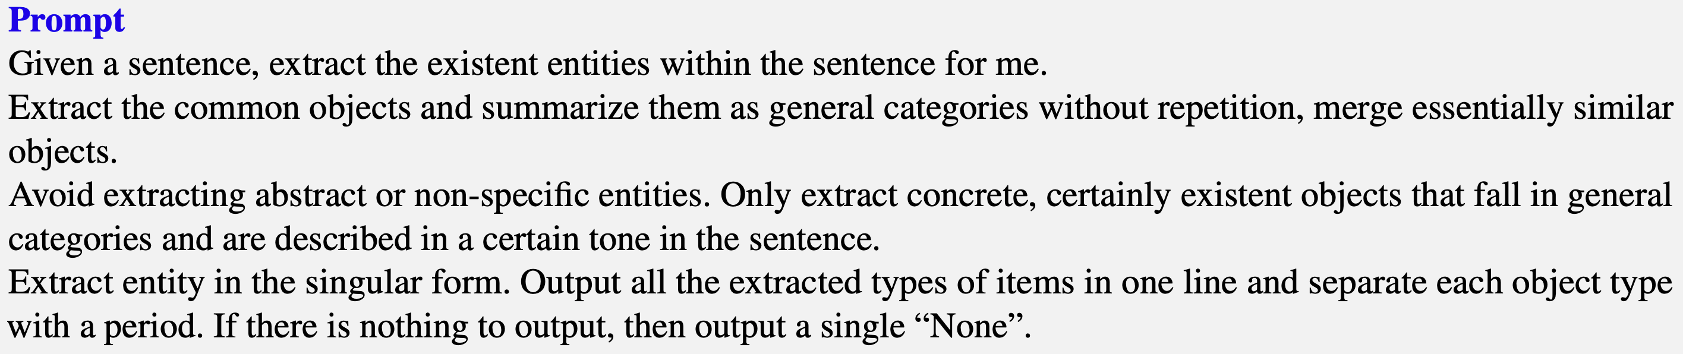 Prompt
Given a sentence, extract the existent entities within the sentence for me.
Extract the common objects and summarize them as general categories without repetition, merge essentially similar
objects.
Avoid extracting abstract or non-specific entities. Only extract concrete, certainly existent objects that fall in general
categories and are described in a certain tone in the sentence.
Extract entity in the singular form. Output all the extracted types of items in one line and separate each object type
with a period. If there is nothing to output, then output a single “None”.